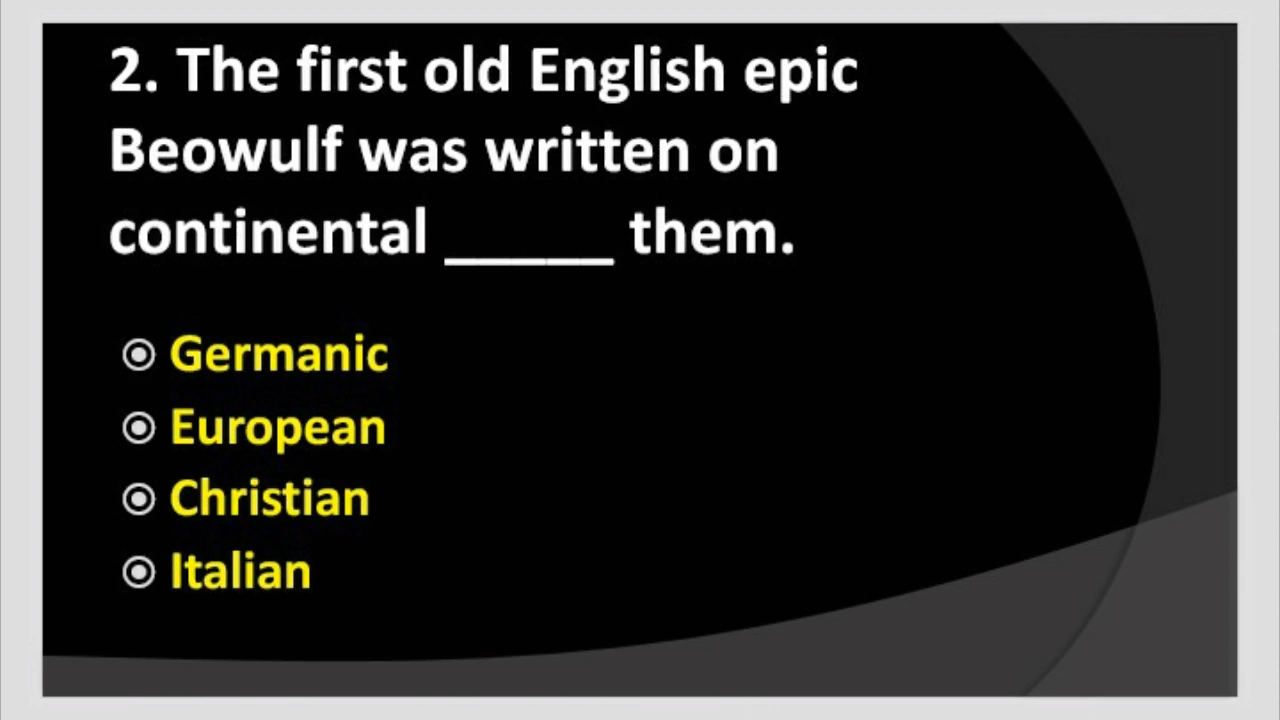 2. The first old English epic
Beowulf was written on
continental _____ them.
Germanic
European
Christian
Italian